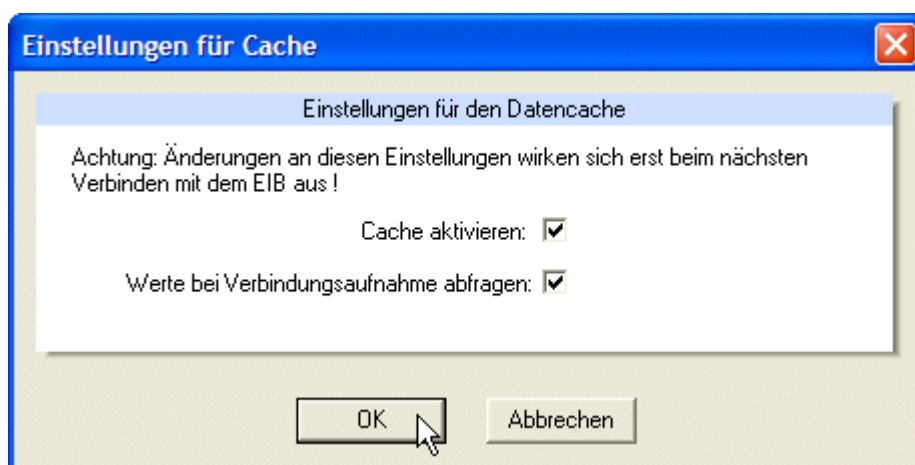 Einstellungen für Cache
Einstellungen für den Datencache
Achtung: Änderungen an diesen Einstellungen wirken sich erst beim nächsten
Verbinden mit dem EIB aus !
Cache aktivieren:
Werte bei Verbindungsaufnahme abfragen:
OK
Abbrechen